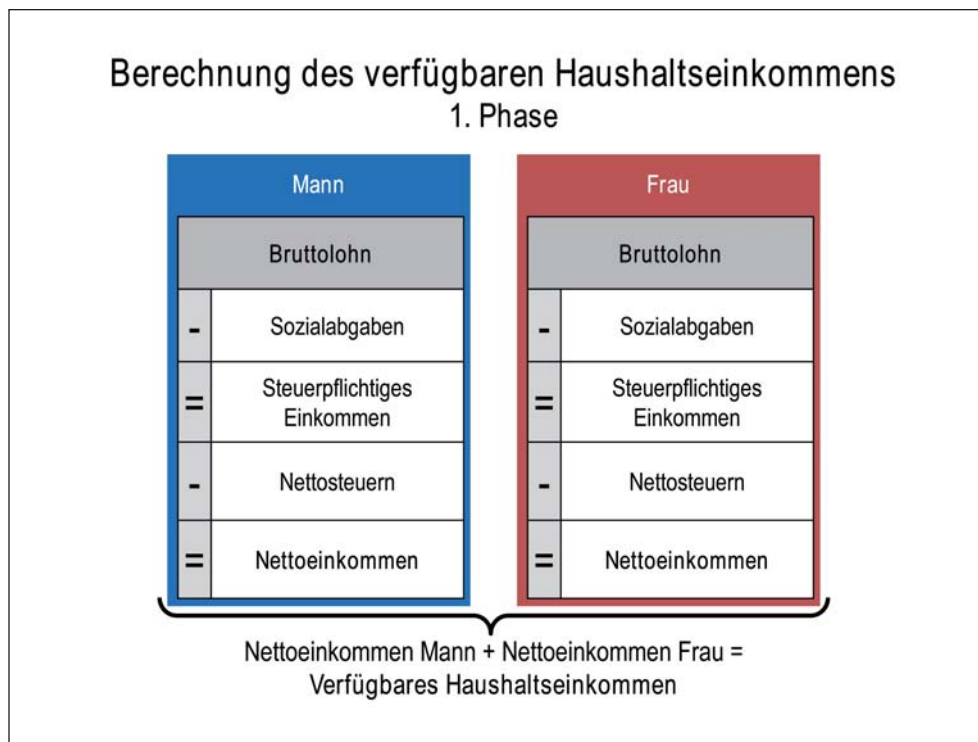 Berechnung des verfügbaren Haushaltseinkommens
1. Phase
Mann
Bruttolohn
- Sozialabgaben
= Steuerpflichtiges
Einkommen
- Nettosteuern
= Nettoeinkommen
Frau
Bruttolohn
- Sozialabgaben
= Steuerpflichtiges
Einkommen
- Nettosteuern
= Nettoeinkommen
Nettoeinkommen Mann + Nettoeinkommen Frau =
Verfügbares Haushaltseinkommen